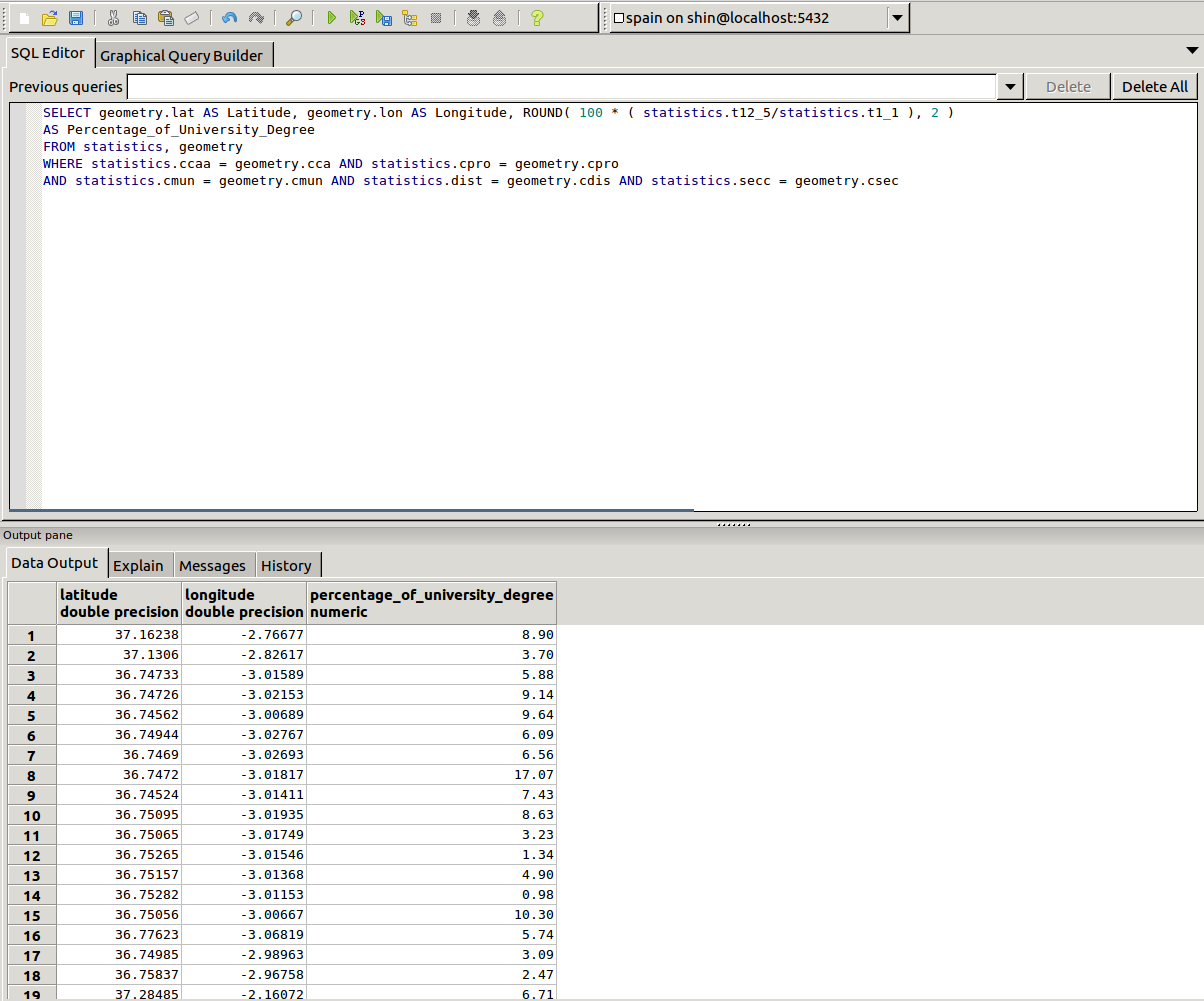 spain on shin@localhost:5432
SQL Editor
Graphical Query Builder
Previous queries
Delete
Delete All
SELECT geometry.lat AS Latitude, geometry.lon AS Longitude, ROUND( 100 * ( statistics.t12_5/statistics.t1_1 ), 2 )
AS Percentage_of_University_Degree
FROM statistics, geometry
WHERE statistics.ccaa = geometry.cca AND statistics.cpro = geometry.cpro
AND statistics.cmun = geometry.cmun AND statistics.dist = geometry.cdis AND statistics.secc = geometry.csec
Output pane
Data Output
Explain
Messages
History
latitude longitude percentage_of_university_degree
double precision double precision numeric
1 37.16238 -2.76677 8.90
2 37.1306 -2.82617 3.70
3 36.74733 -3.01589 5.88
4 36.74726 -3.02153 9.14
5 36.74562 -3.00689 9.64
6 36.74944 -3.02767 6.09
7 36.7469 -3.02693 6.56
8 36.7472 -3.01817 17.07
9 36.74524 -3.01411 7.43
10 36.75095 -3.01935 8.63
11 36.75065 -3.01749 3.23
12 36.75265 -3.01546 1.34
13 36.75157 -3.01368 4.90
14 36.75282 -3.01153 0.98
15 36.75056 -3.00667 10.30
16 36.77623 -3.06819 5.74
17 36.74985 -2.98963 3.09
18 36.75837 -2.96758 2.47
19 37.28485 -2.16072 6.71